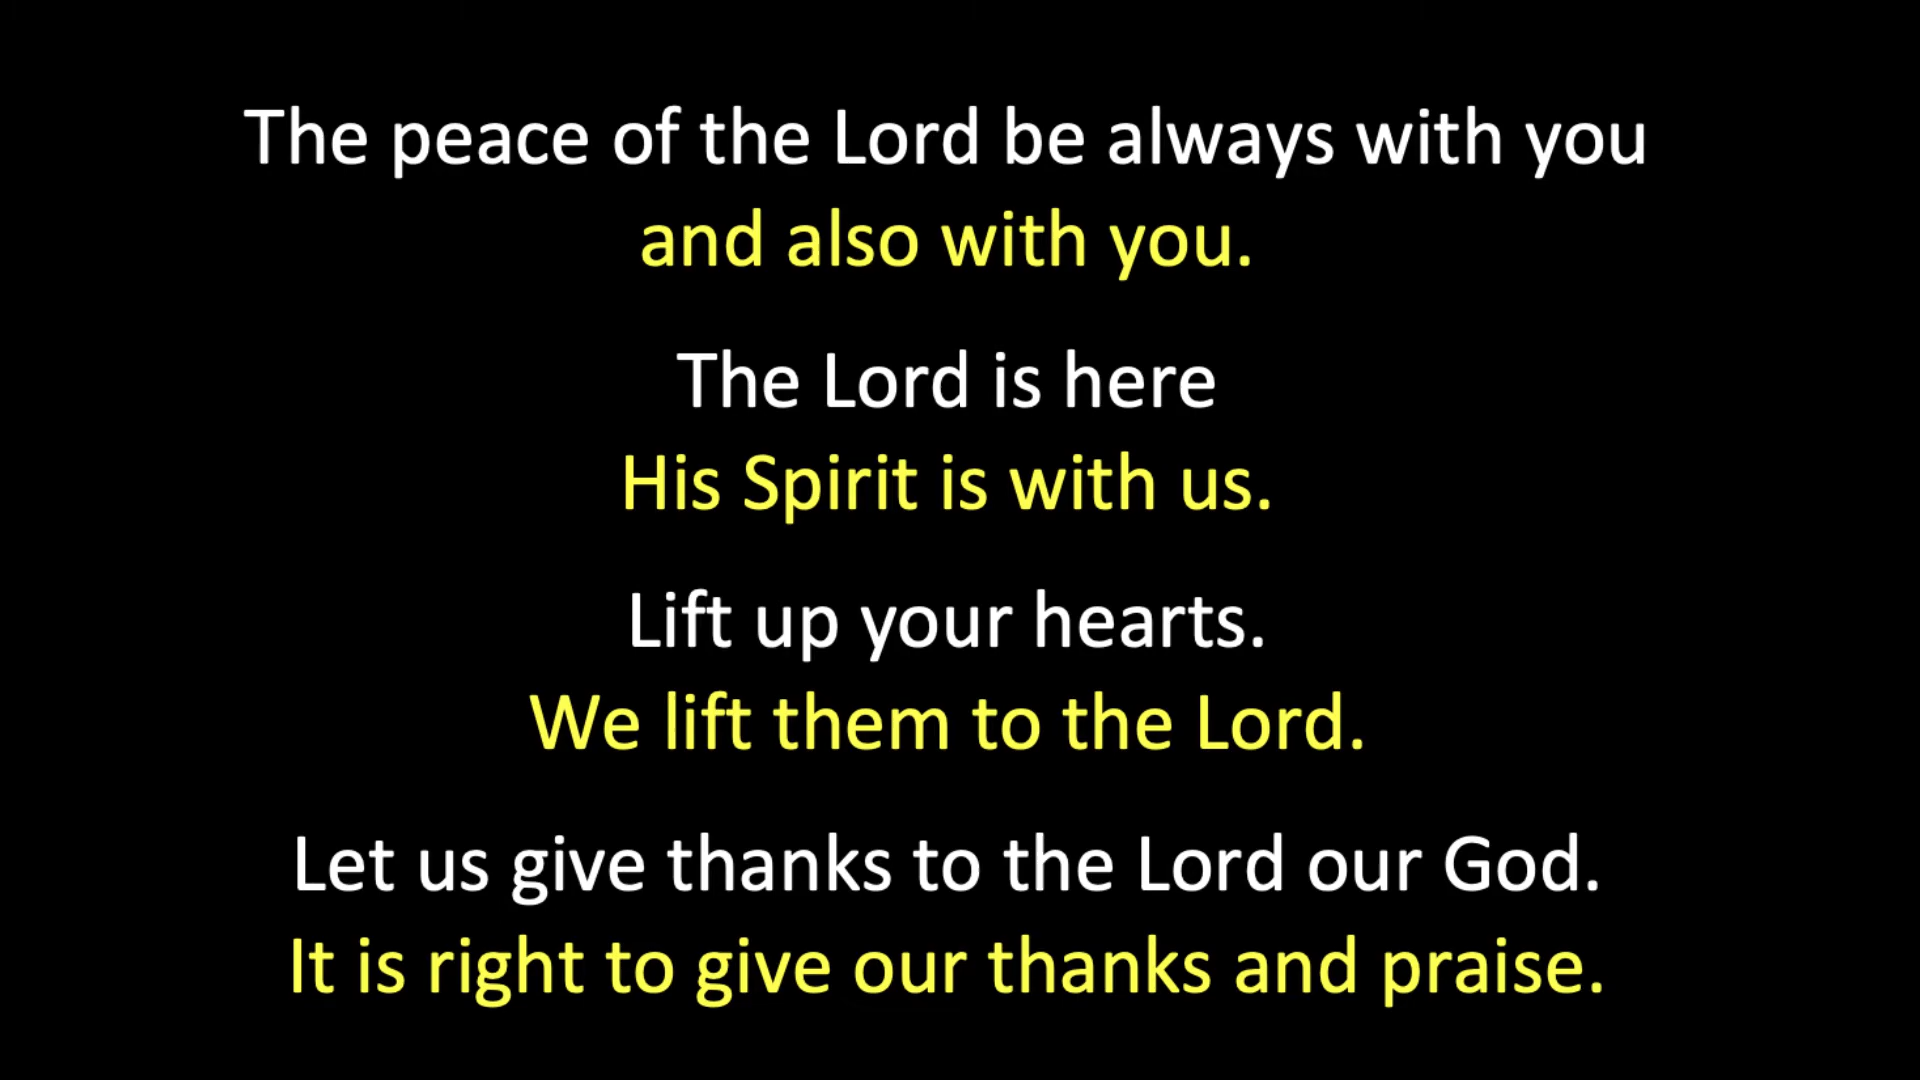 The peace of the Lord be always with you
and also with you.
The Lord is here
His Spirit is with us.
Lift up your hearts.
We lift them to the Lord.
Let us give thanks to the Lord our God.
It is right to give our thanks and praise.